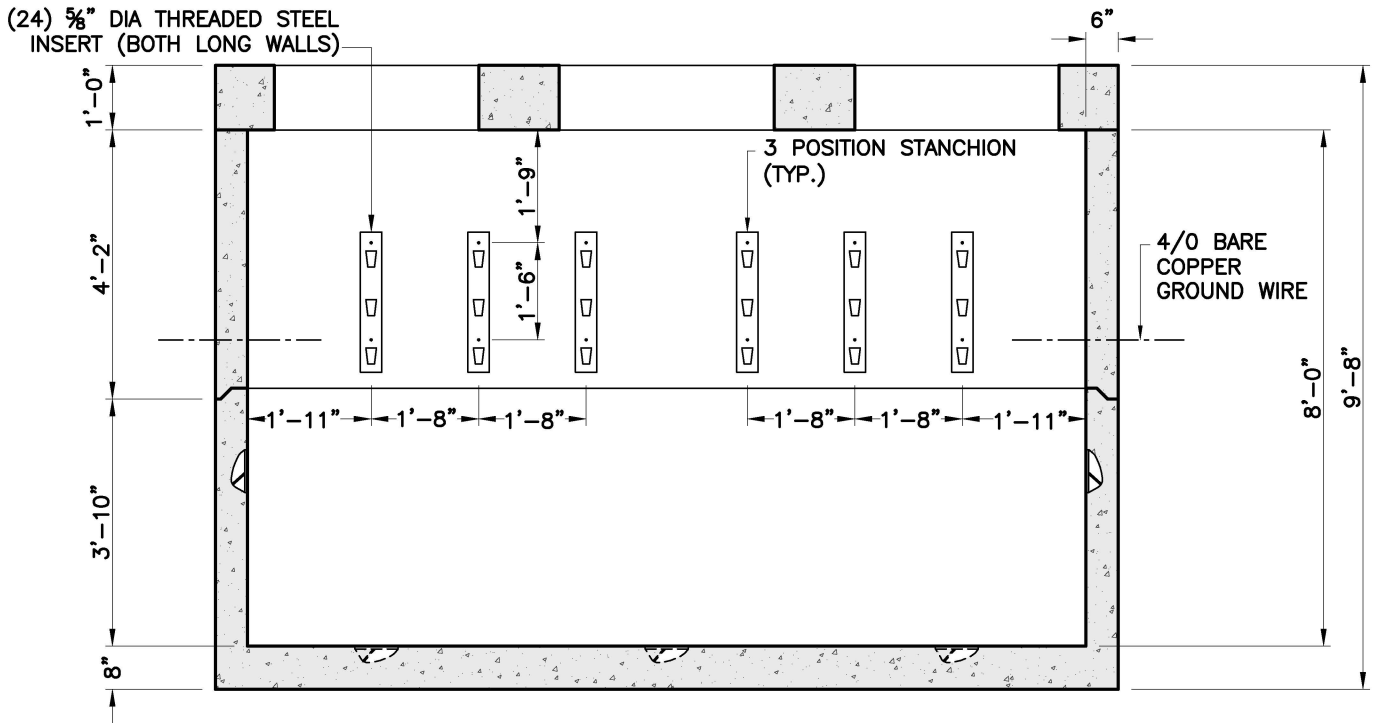 (24) ⅝" DIA THREADED STEEL
INSERT (BOTH LONG WALLS)
6"
1'-0"
3 POSITION STANCHION
(TYP.)
1'-9"
4'-2"
4/0 BARE
COPPER
GROUND WIRE
1'-6"
8'-0"
9'-8"
1'-11"
1'-8"
1'-8"
1'-8"
1'-8"
1'-11"
3'-10"
8"